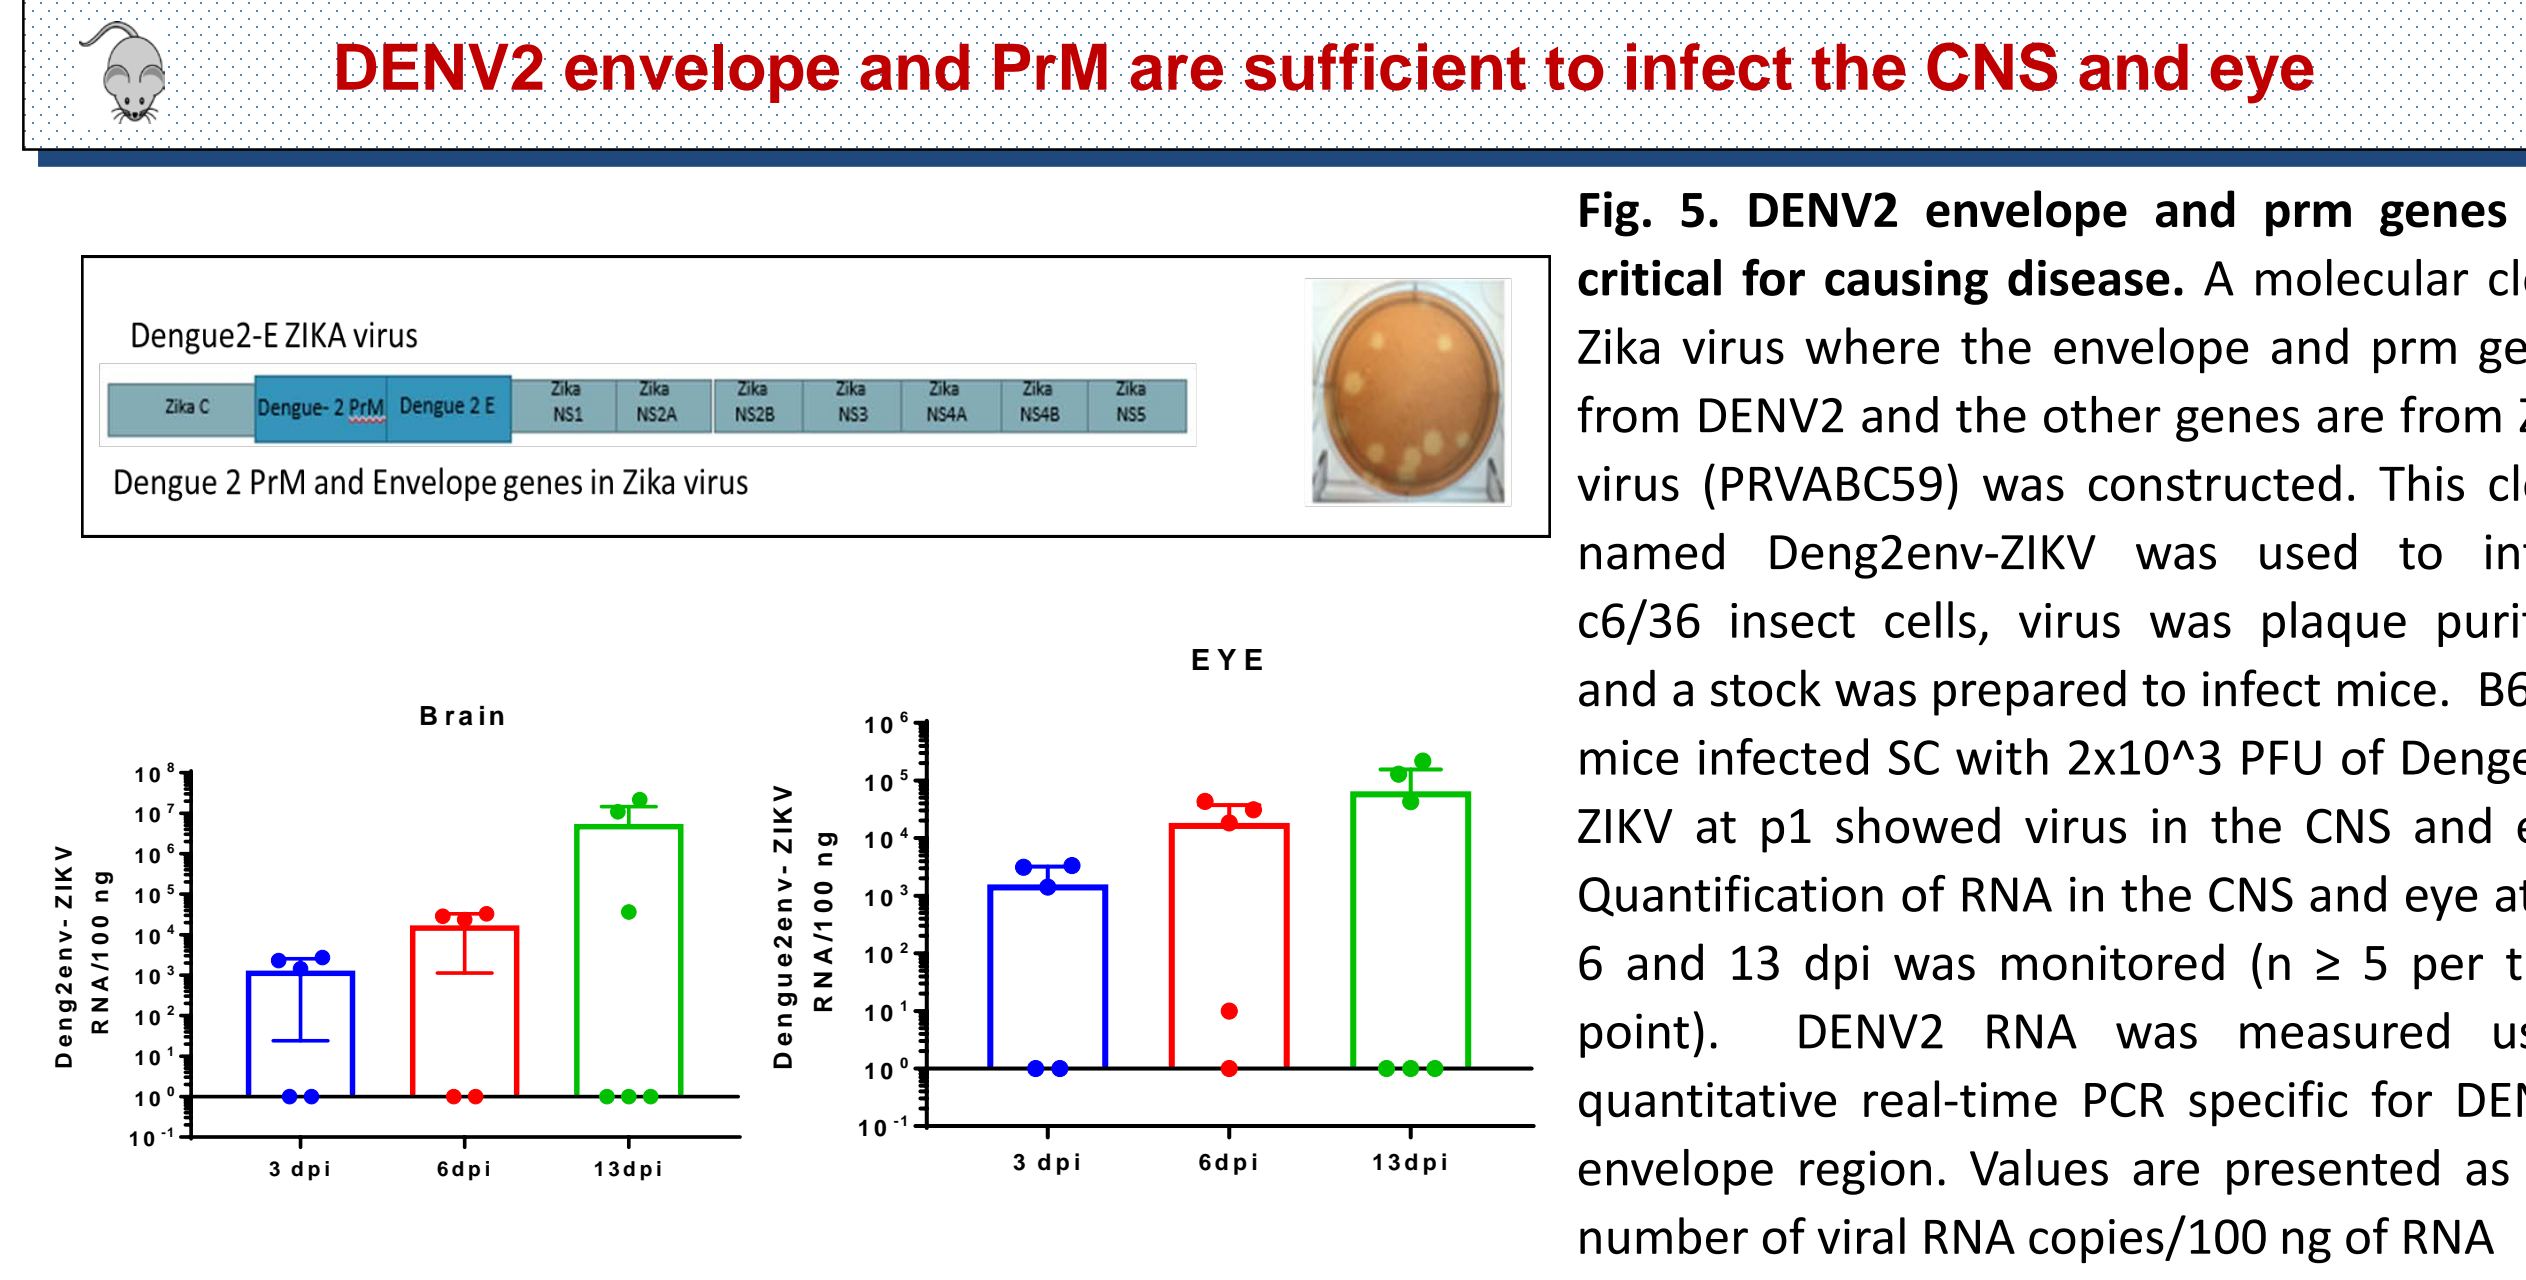 DENV2 envelope and PrM are sufficient to infect the CNS and eye
Dengue2-E ZIKA virus
Zika C
Dengue- 2 PrM
Dengue 2 E
Zika NS1
Zika NS2A
Zika NS2B
Zika NS3
Zika NS4A
Zika NS4B
Zika NS5
Dengue 2 PrM and Envelope genes in Zika virus
Brain
Deng2env- ZIKV
RNA/100 ng
10^8
10^7
10^6
10^5
10^4
10^3
10^2
10^1
10^0
10^-1
3 dpi 6dpi 13dpi
EYE
Dengue2env- ZIKV
RNA/100 ng
10^6
10^5
10^4
10^3
10^2
10^1
10^0
10^-1
3 dpi 6dpi 13dpi
Fig. 5. DENV2 envelope and prm genes
critical for causing disease. A molecular
Zika virus where the envelope and prm
from DENV2 and the other genes are from
virus (PRVABC59) was constructed. This
named Deng2env-ZIKV was used to
c6/36 insect cells, virus was plaque
and a stock was prepared to infect mice. B6
mice infected SC with 2x10^3 PFU of
ZIKV at p1 showed virus in the CNS and
Quantification of RNA in the CNS and eye at
6 and 13 dpi was monitored (n ≥ 5 per
point). DENV2 RNA was measured
quantitative real-time PCR specific for
envelope region. Values are presented as
number of viral RNA copies/100 ng of RNA